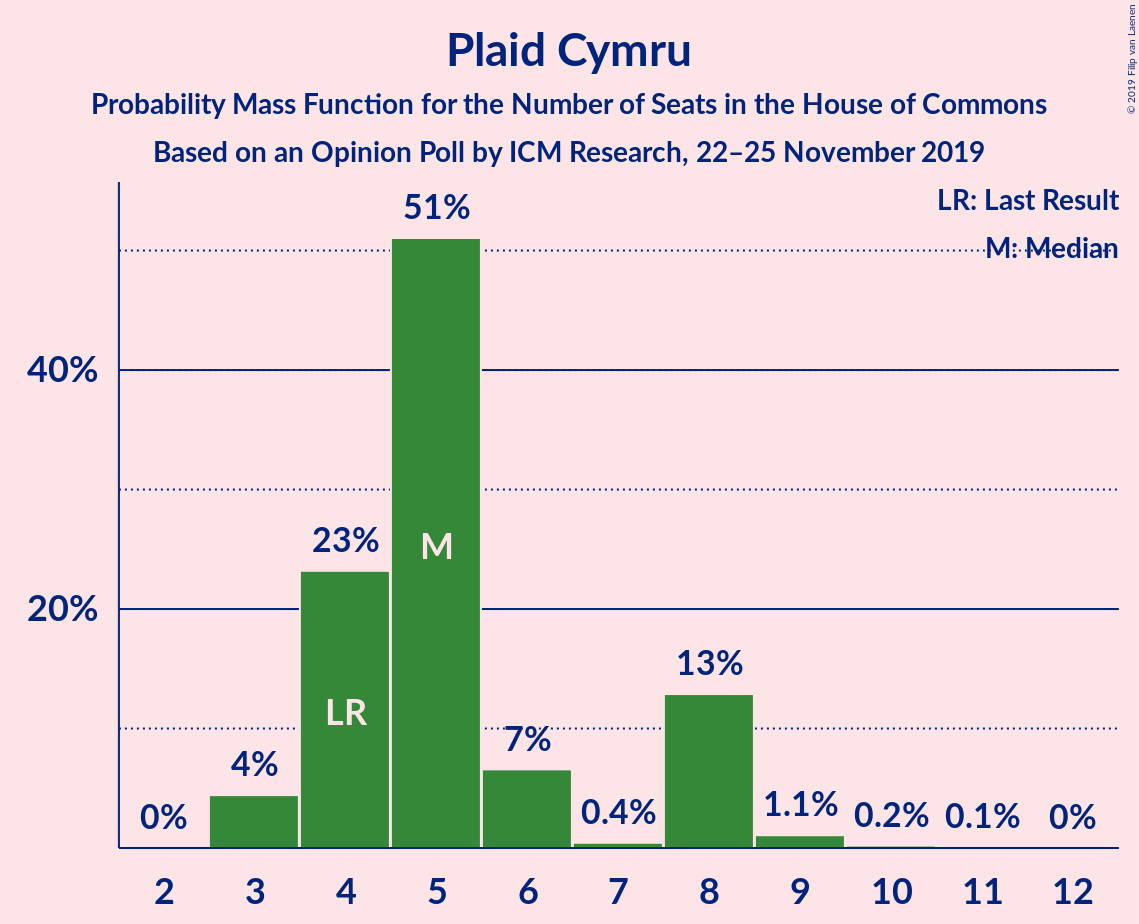 Plaid Cymru
Probability Mass Function for the Number of Seats in the House of Commons
Based on an Opinion Poll by ICM Research, 22–25 November 2019
© 2019 Filip van Laenen
LR: Last Result
M: Median
40%
20%
0%
4%
23%
51%
7%
0.4%
13%
1.1%
0.2%
0.1%
0%
LR
M
2 3 4 5 6 7 8 9 10 11 12